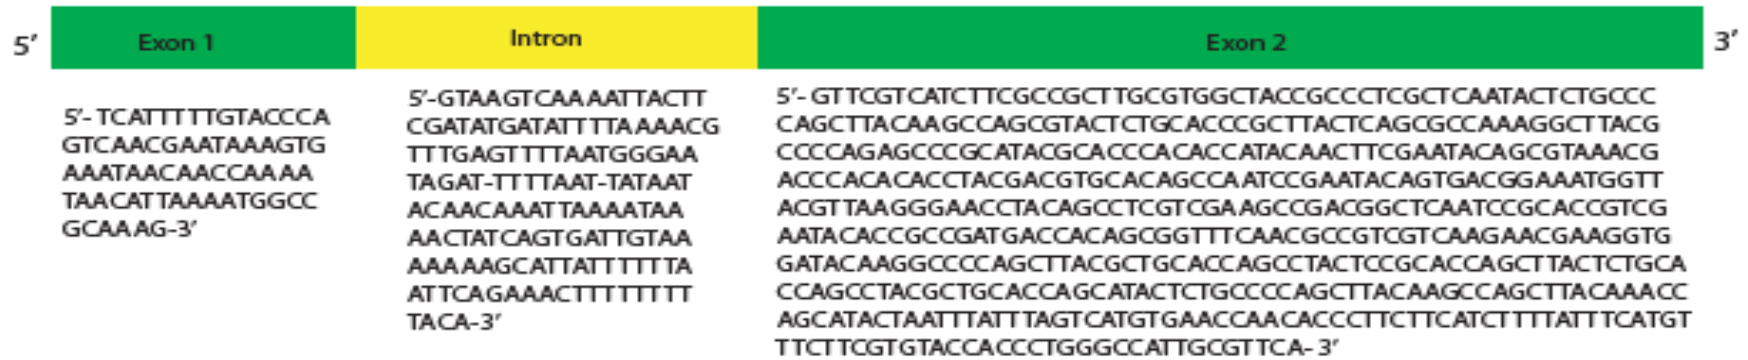 5’
Exon 1
Intron
Exon 2
3’
5’- TCATTTTTGTACCCA
GTCAACGAATAAAGTG
AAATAACAACCAAAA
TAACATTAAAATGGCC
GCAAAG-3’
5’-GTAAGTCAAAATTACTT
CGATATGATATTTTAAAACG
TTTGAGTTTTAATGGGAA
TAGAT-TTTTAAT-TATAAT
ACAACAAATTAAAATAA
AACTATCAGTGATTGTAA
AAAAAGCATTATTTTTTA
ATTCAGAAACTTTTTTTT
TACA-3’
5’- GTTCGTCATCTTCGCCGCTTGCGTGGCTACCGCCCTCGCTCAATACTCTGCCC
CAGCTTACAAGCCAGCGTACTCTGCACCCGCTTACTCAGCGCCAAAGGCTTACG
CCCCAGAGCCCGCATACGCACCCACACCATACAACTTCGAATACAGCGTAAACG
ACCCACACACCTACGACGTGCACAGCCAATCCGAATACAGTGACGGAAATGGTT
ACGTTAAGGGAACCTACAGCCTCGTCGAAGCCGACGGCTCAATCCGCACCGTCG
AATACACCGCCGATGACCACAGCGGTTTCAACGCCGTCGTCAAGAACGAAGGTG
GATACAAGGCCCCAGCTTACGCTGCACCAGCCTACTCCGCACCAGCTTACTCTGCA
CCAGCCTACGCTGCACCAGCATACTCTGCCCCAGCTTACAAGCCAGCTTACAAACC
AGCATACTAATTTATTTAGTCATGTGAACCAACACCCTTCTTCATCTTTTATTTCATGT
TTCTTCGTGTACCACCCTGGGCCATTGCGTTCA- 3’